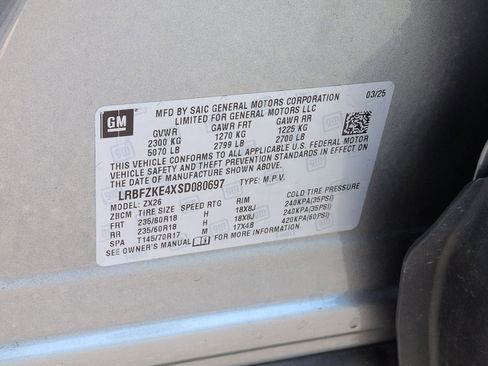 GM
MFD BY SAIC GENERAL MOTORS CORPORATION 03/25
LIMITED FOR GENERAL MOTORS LLC
GVWR GAWR FRT GAWR RR
2300 KG 1270 KG 1225 KG
5070 LB 2799 LB 2700 LB
THIS VEHICLE CONFORMS TO ALL APPLICABLE U.S. FEDERAL MOTOR
VEHICLE SAFETY AND THEFT PREVENTION STANDARDS IN
EFFECT ON THE DATE OF MANUFACTURE SHOWN ABOVE.
LRBFZKE4XSD080697 TYPE: M.P.V.
MODEL: ZX26
ZBCM TIRE SIZE SPEED RTG RIM COLD TIRE PRESSURE
FRT 235/60R18 H 18X8J 240KPA(35PSI)
RR 235/60R18 H 18X8J 240KPA(35PSI)
SPA T145/70R17 M 17X4B 420KPA(60PSI)
SEE OWNER'S MANUAL FOR MORE INFORMATION.